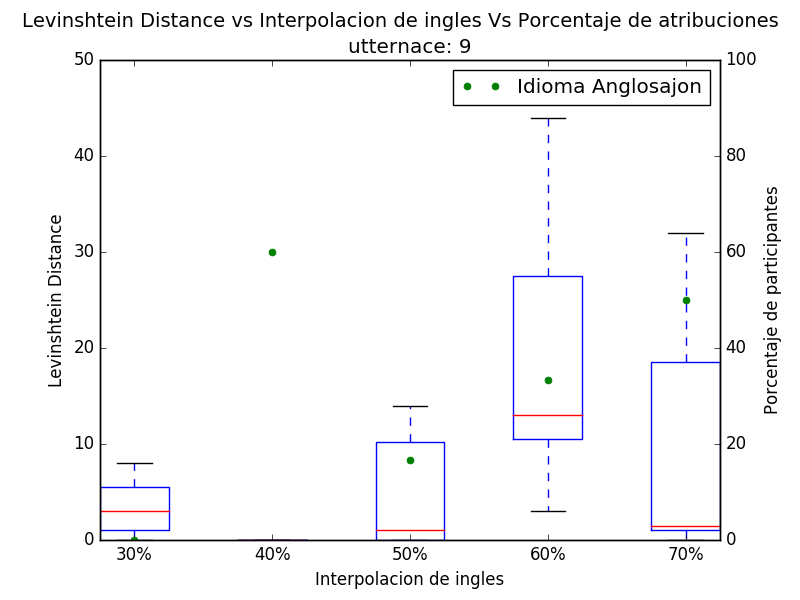 Levinshtein Distance vs Interpolacion de ingles Vs Porcentaje de atribuciones
utternace: 9
Idioma Anglosajon
50
40
30
20
10
0
Levinshtein Distance
100
80
60
40
20
0
Porcentaje de participantes
30% 40% 50% 60% 70%
Interpolacion de ingles